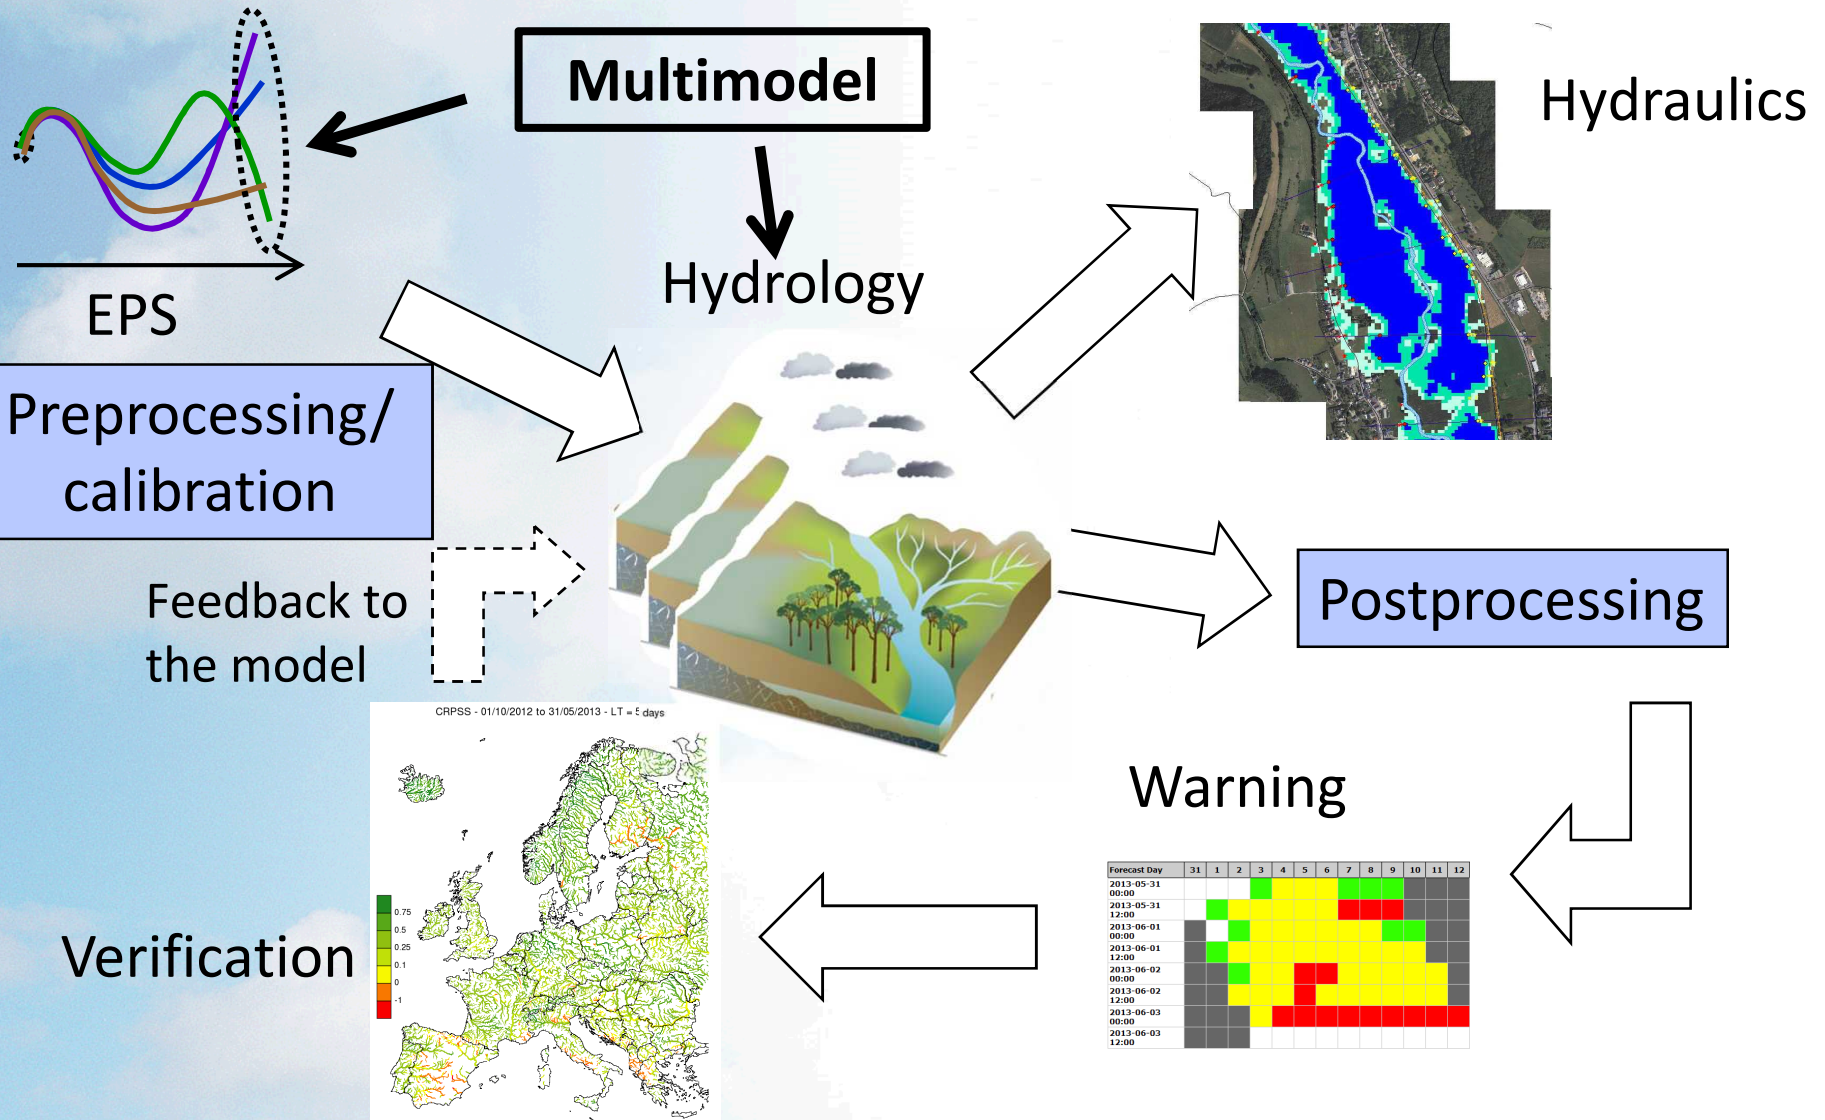 Multimodel
Hydraulics
EPS
Hydrology
Preprocessing/
calibration
Feedback to
the model
Postprocessing
CRPSS - 01/10/2012 to 31/05/2013 - LT = 5 days
0.75
0.5
0.25
0.1
0
-1
Verification
Warning
Forecast Day 31 1 2 3 4 5 6 7 8 9 10 11 12
2013-05-31
00:00
2013-05-31
12:00
2013-06-01
00:00
2013-06-01
12:00
2013-06-02
00:00
2013-06-02
12:00
2013-06-03
00:00
2013-06-03
12:00